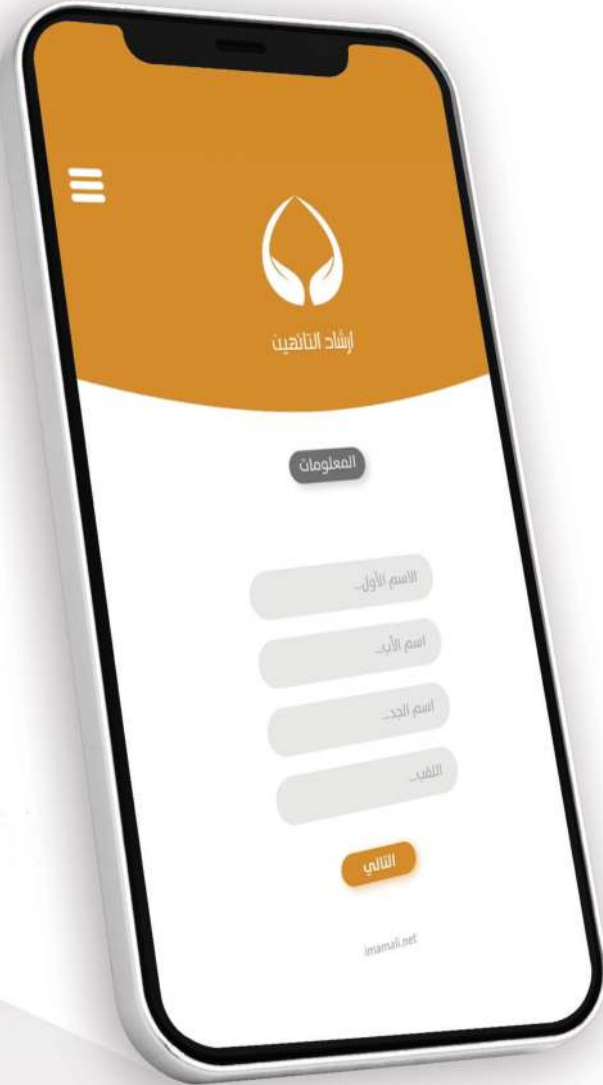 ارشاد التائهين
المعلومات
الاسم الأول...
اسم الأب...
اسم الجد...
اللقب...
التالي
imamali.net